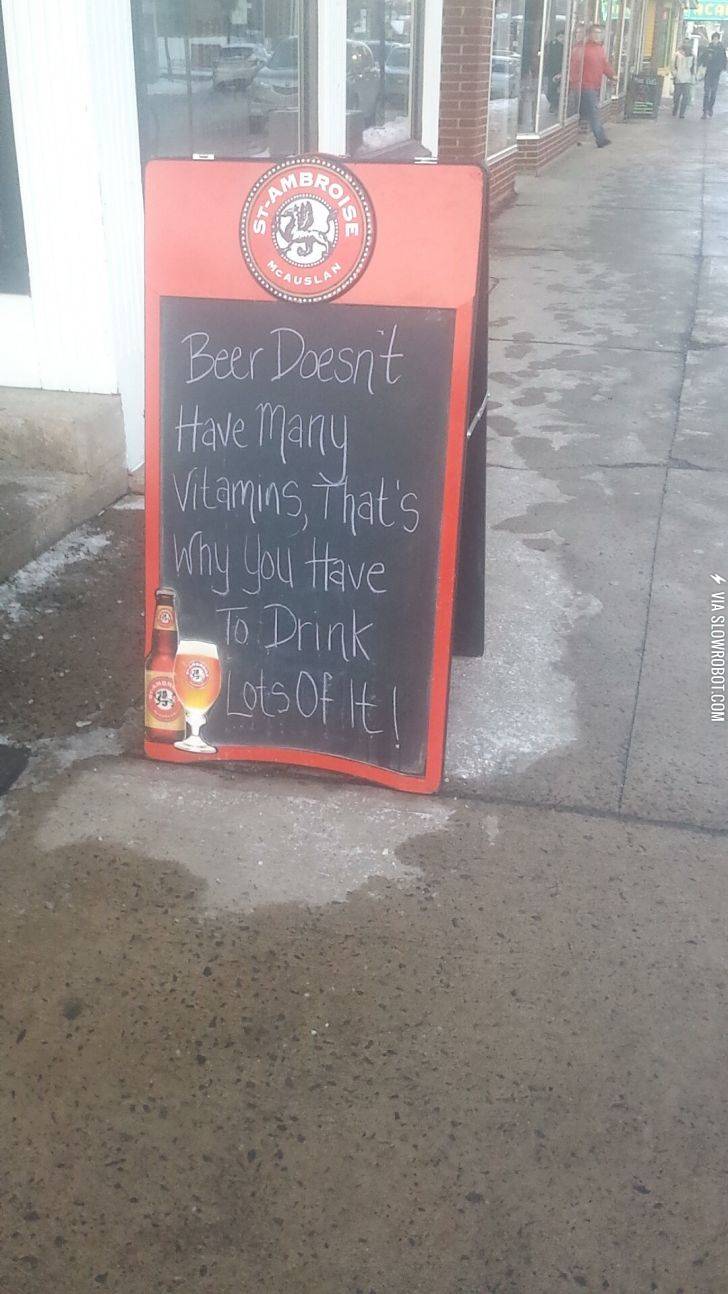 ST-AMBROISE
MCAUSLAN
Beer Doesn't
Have Many
Vitamins, That's
Why You Have
To Drink
Lots Of It!
VIA SLOWROBOT.COM